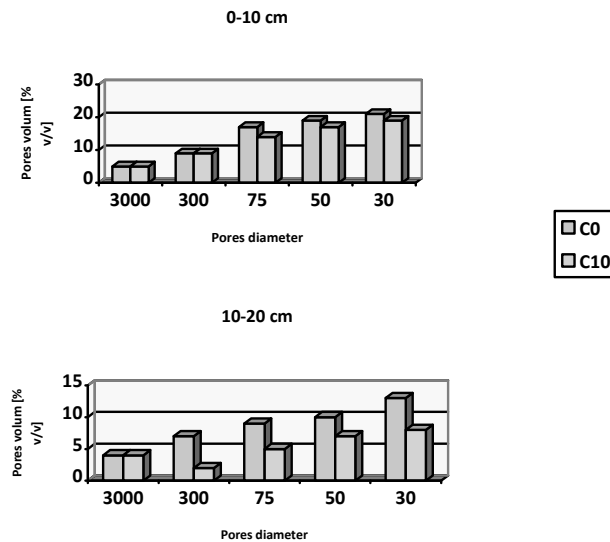 0-10 cm
Pores volum [%
v/v]
30
20
10
0
3000 300 75 50 30
Pores diameter
C0
C10
10-20 cm
Pores volum [%
v/v]
15
10
5
0
3000 300 75 50 30
Pores diameter